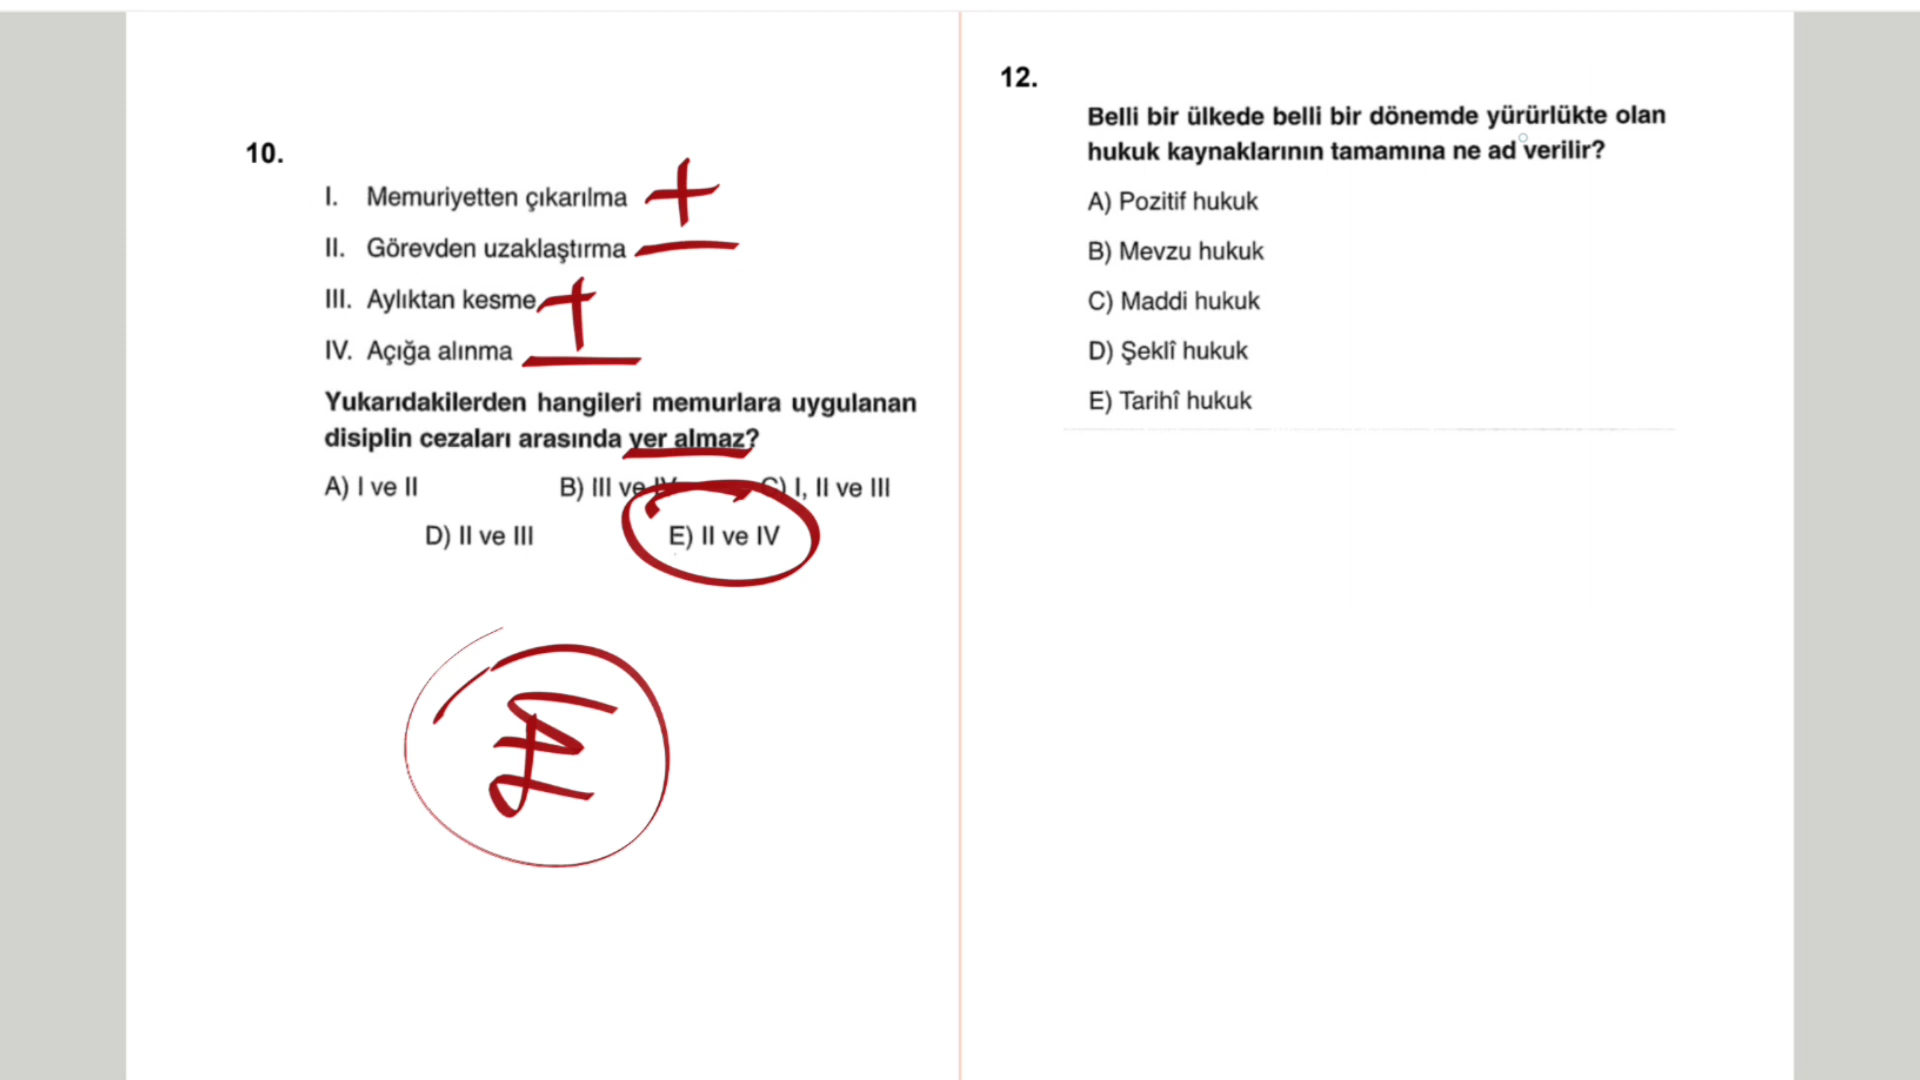 10.
I. Memuriyetten çıkarılma +
II. Görevden uzaklaştırma —
III. Aylıktan kesme +
IV. Açığa alınma —
Yukarıdakilerden hangileri memurlara uygulanan
disiplin cezaları arasında yer almaz?
A) I ve II B) III ve IV C) I, II ve III
D) II ve III E) II ve IV
E
12.
Belli bir ülkede belli bir dönemde yürürlükte olan
hukuk kaynaklarının tamamına ne ad verilir?
A) Pozitif hukuk
B) Mevzu hukuk
C) Maddi hukuk
D) Şeklî hukuk
E) Tarihî hukuk